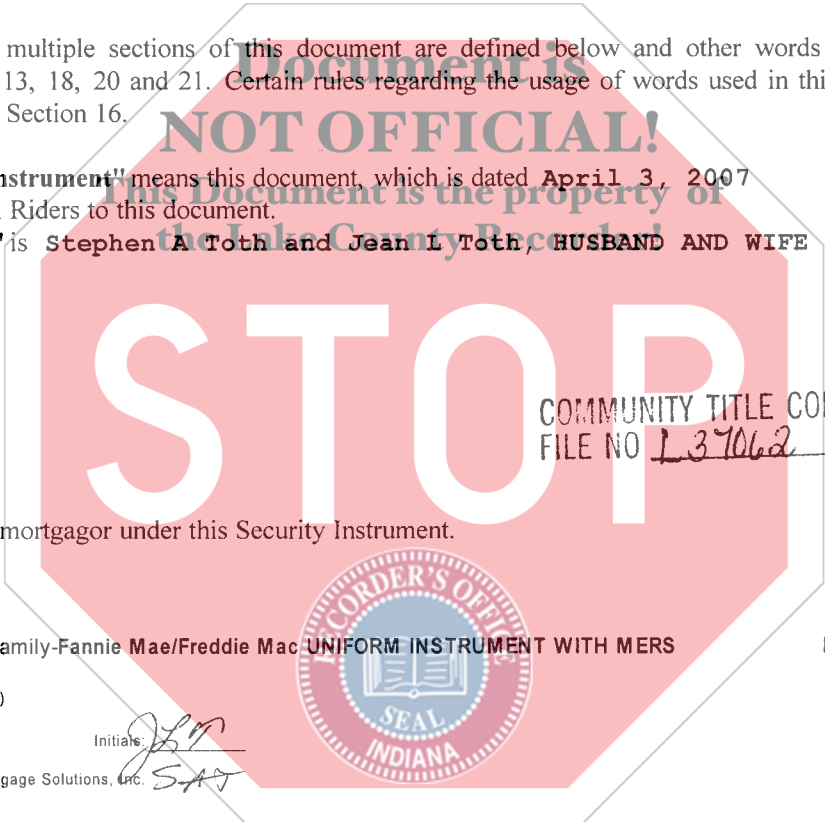 multiple sections of this document are defined below and other words
Document is
13, 18, 20 and 21. Certain rules regarding the usage of words used in thi
Section 16.
NOT OFFICIAL!
nstrument" means this document, which is dated April 3, 2007
This Document is the property of
Riders to this document.
the Lake County Recorder!
" is Stephen A Toth and Jean L Toth, HUSBAND AND WIFE
STOP
COMMUNITY TITLE CO
FILE NO L37062
mortgagor under this Security Instrument.
RECORDER'S OFFICE
amily-Fannie Mae/Freddie Mac UNIFORM INSTRUMENT WITH MERS
)
SEAL
Initials: JLT
INDIANA
gage Solutions, Inc. SAT